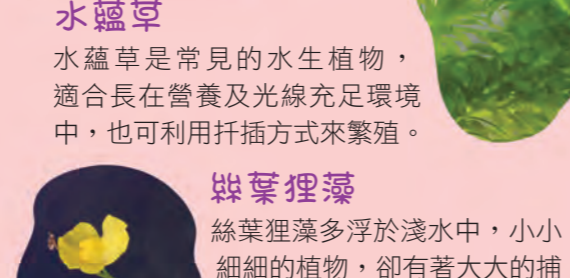 水蘊草
水蘊草是常見的水生植物，
適合長在營養及光線充足環境
中，也可利用扦插方式來繁殖。
絲葉狸藻
絲葉狸藻多浮於淺水中，小小
細細的植物，卻有著大大的捕